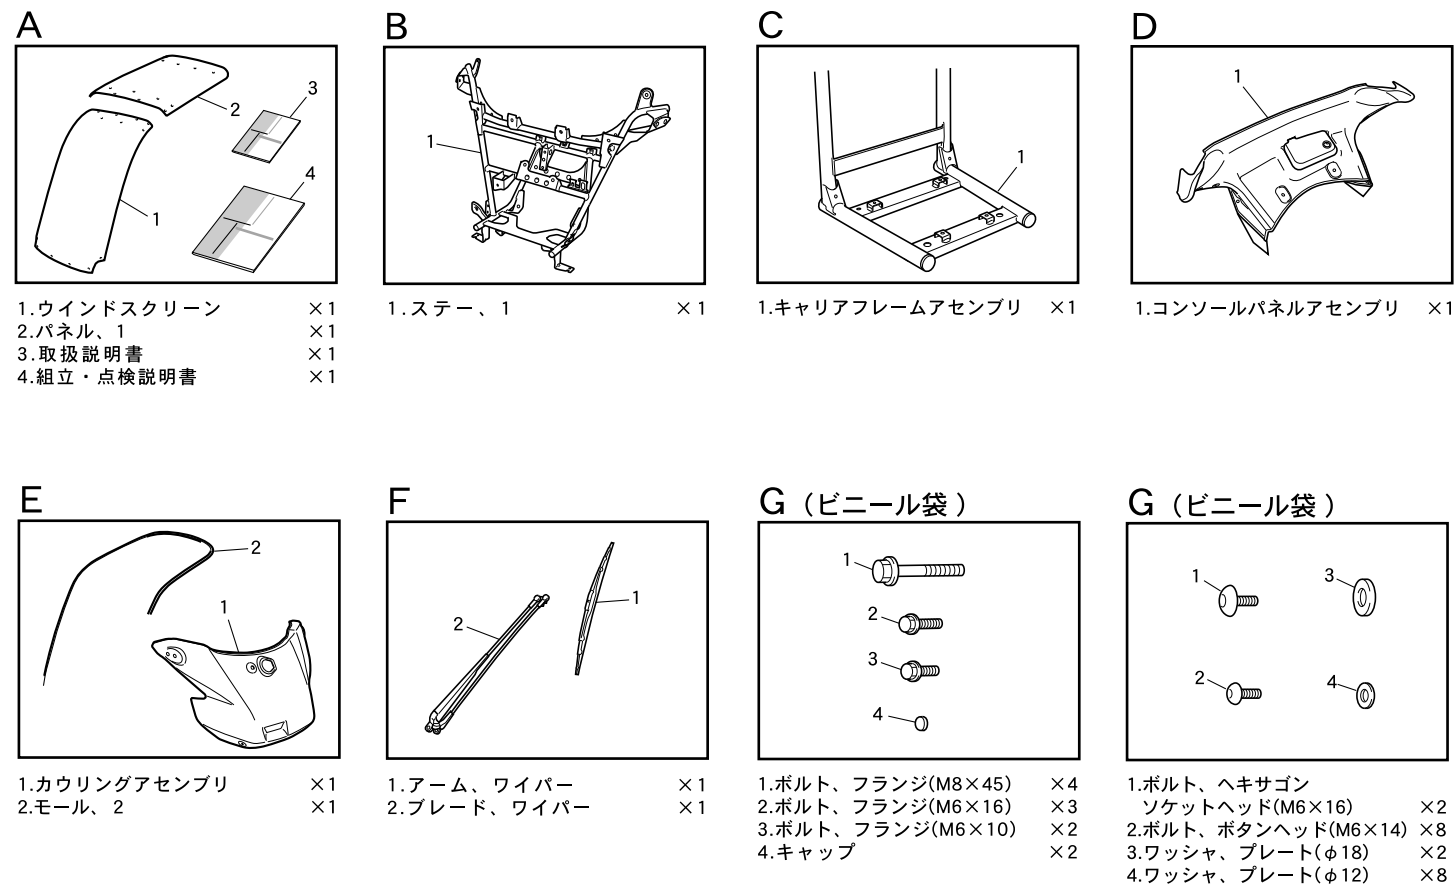 A
3
2
4
1
1.ウインドスクリーン ×1
2.パネル、1 ×1
3.取扱説明書 ×1
4.組立・点検説明書 ×1
B
1
1.ステー、1 ×1
C
1
1.キャリアフレームアセンブリ ×1
D
1
1.コンソールパネルアセンブリ ×1
E
2
1
1.カウリングアセンブリ ×1
2.モール、2 ×1
F
1
2
1.アーム、ワイパー ×1
2.ブレード、ワイパー ×1
G（ビニール袋）
1
2
3
4
1.ボルト、フランジ(M8×45) ×4
2.ボルト、フランジ(M6×16) ×3
3.ボルト、フランジ(M6×10) ×2
4.キャップ ×2
G（ビニール袋）
1
3
2
4
1.ボルト、ヘキサゴン
ソケットヘッド(M6×16) ×2
2.ボルト、ボタンヘッド(M6×14) ×8
3.ワッシャ、プレート(φ18) ×2
4.ワッシャ、プレート(φ12) ×8